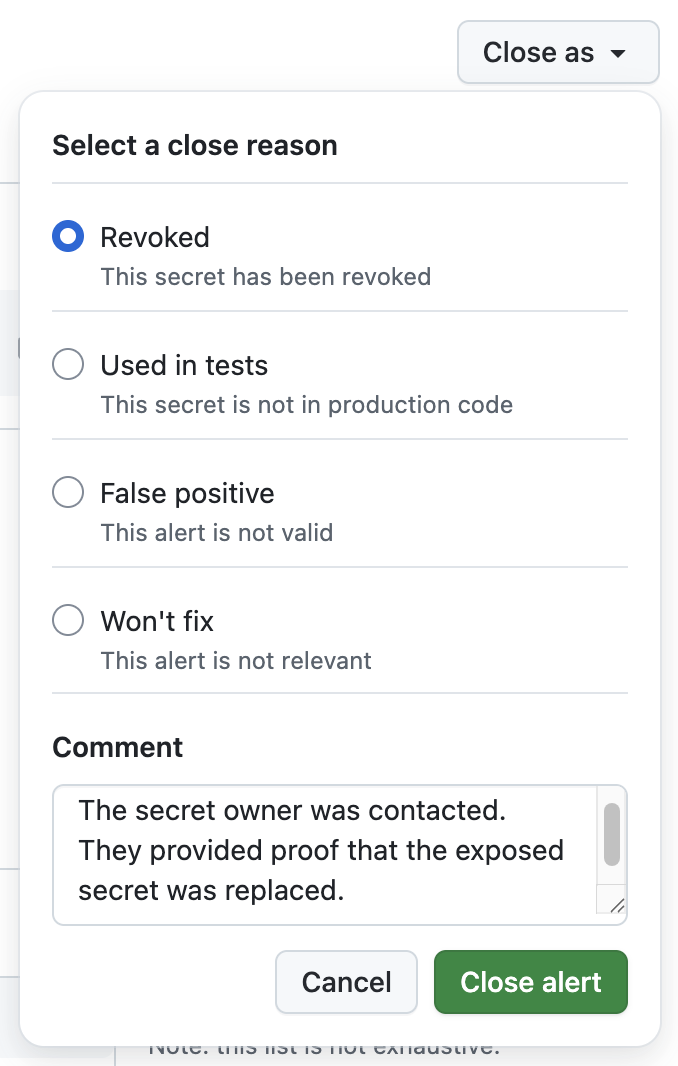 Close as
Select a close reason
Revoked
This secret has been revoked
Used in tests
This secret is not in production code
False positive
This alert is not valid
Won't fix
This alert is not relevant
Comment
The secret owner was contacted.
They provided proof that the exposed
secret was replaced.
Cancel
Close alert
Note: this list is not exhaustive.